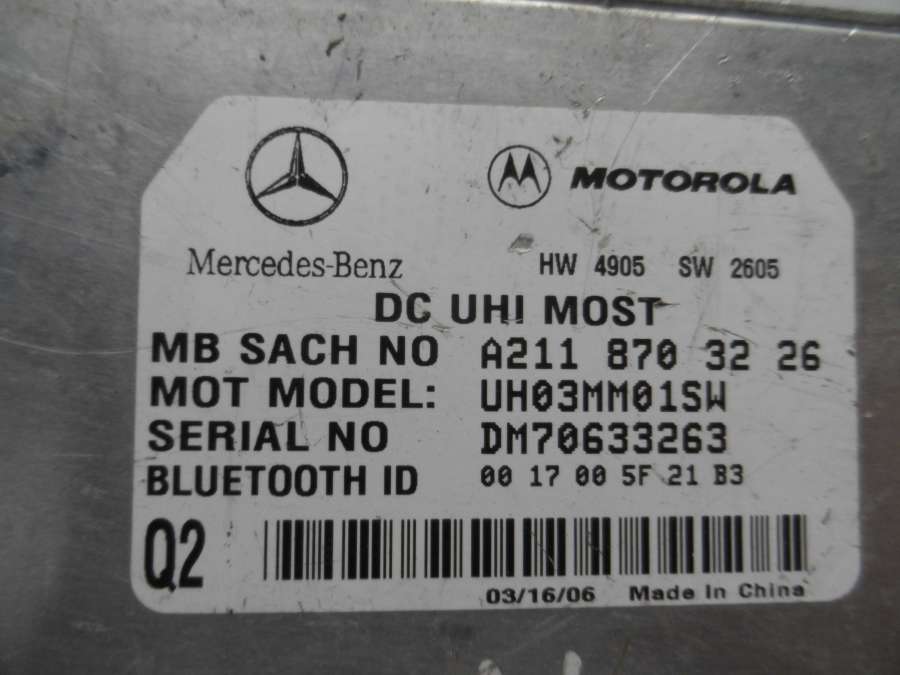 MOTOROLA
Mercedes-Benz
HW 4905 SW 2605
DC UHI MOST
MB SACH NO A211 870 32 26
MOT MODEL: UH03MM01SW
SERIAL NO DM70633263
BLUETOOTH ID 00 17 00 5F 21 B3
Q2
03/16/06 Made In China